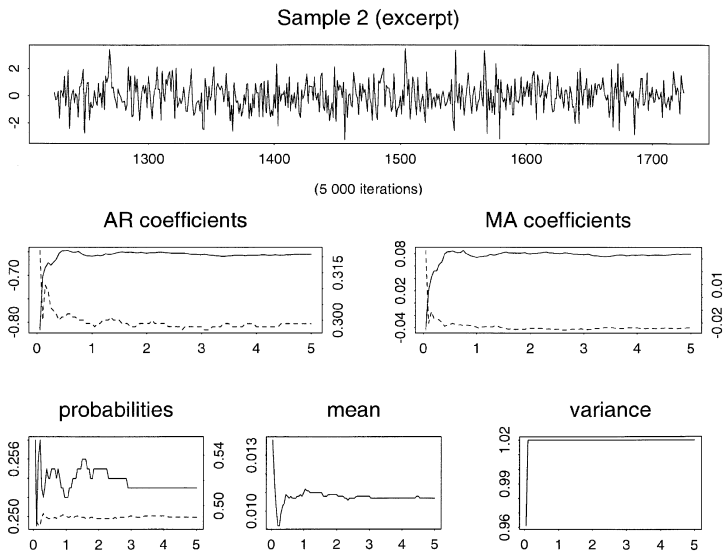 Sample 2 (excerpt)
2
0
-2
1300 1400 1500 1600 1700
(5 000 iterations)
AR coefficients
-0.70
-0.80
0.315
0.300
0 1 2 3 4 5
MA coefficients
0.08
0.02
-0.04
0.01
-0.02
0 1 2 3 4 5
probabilities
0.256
0.250
0.54
0.50
0 1 2 3 4 5
mean
0.013
0.010
0 1 2 3 4 5
variance
1.02
0.99
0.96
0 1 2 3 4 5